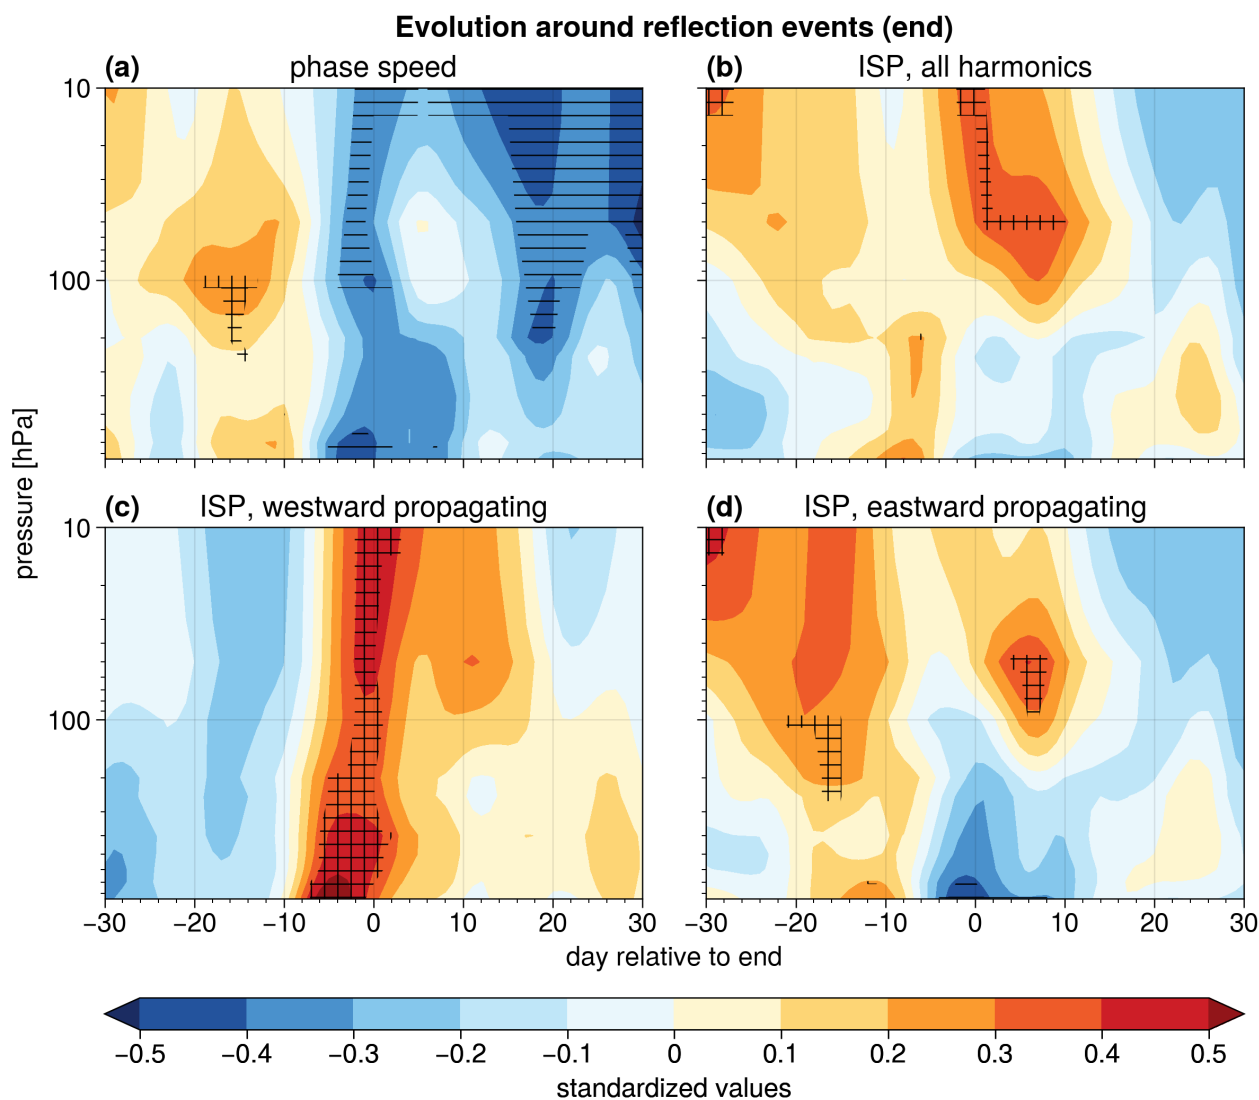 Evolution around reflection events (end)
(a) phase speed
(b) ISP, all harmonics
10
100
(c) ISP, westward propagating
(d) ISP, eastward propagating
10
100
pressure [hPa]
−30 −20 −10 0 10 20 30
−30 −20 −10 0 10 20 30
day relative to end
−0.5 −0.4 −0.3 −0.2 −0.1 0 0.1 0.2 0.3 0.4 0.5
standardized values